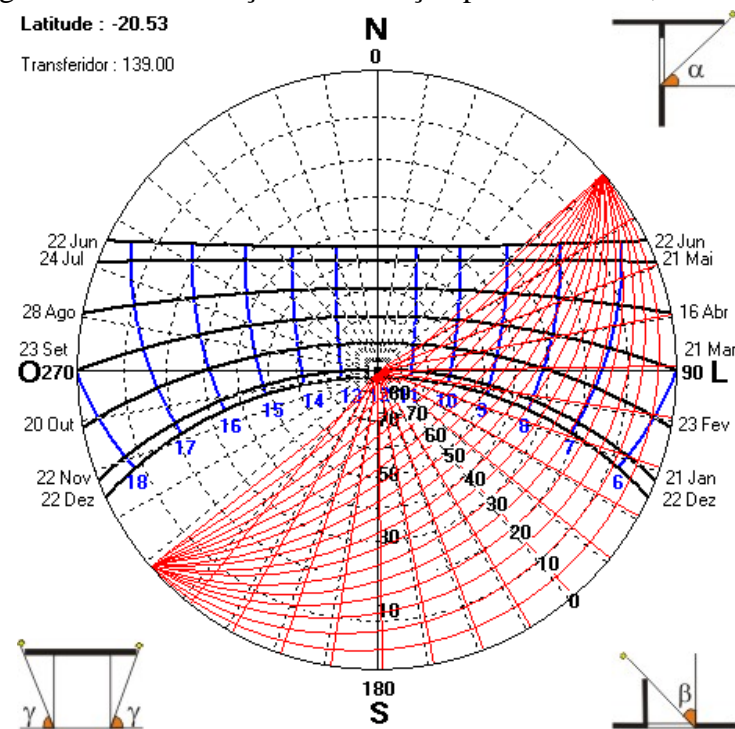 Latitude : -20.53
Transferidor : 139.00
N
0
α
22 Jun
24 Jul
28 Ago
23 Set
O270
20 Out
22 Nov
22 Dez
22 Jun
21 Mai
16 Abr
21 Mar
90 L
23 Fev
21 Jan
22 Dez
18
17
16
15
14
13
12
11
10
9
8
7
6
80
70
60
50
40
30
20
10
0
70
50
30
10
180
S
γ
γ
β